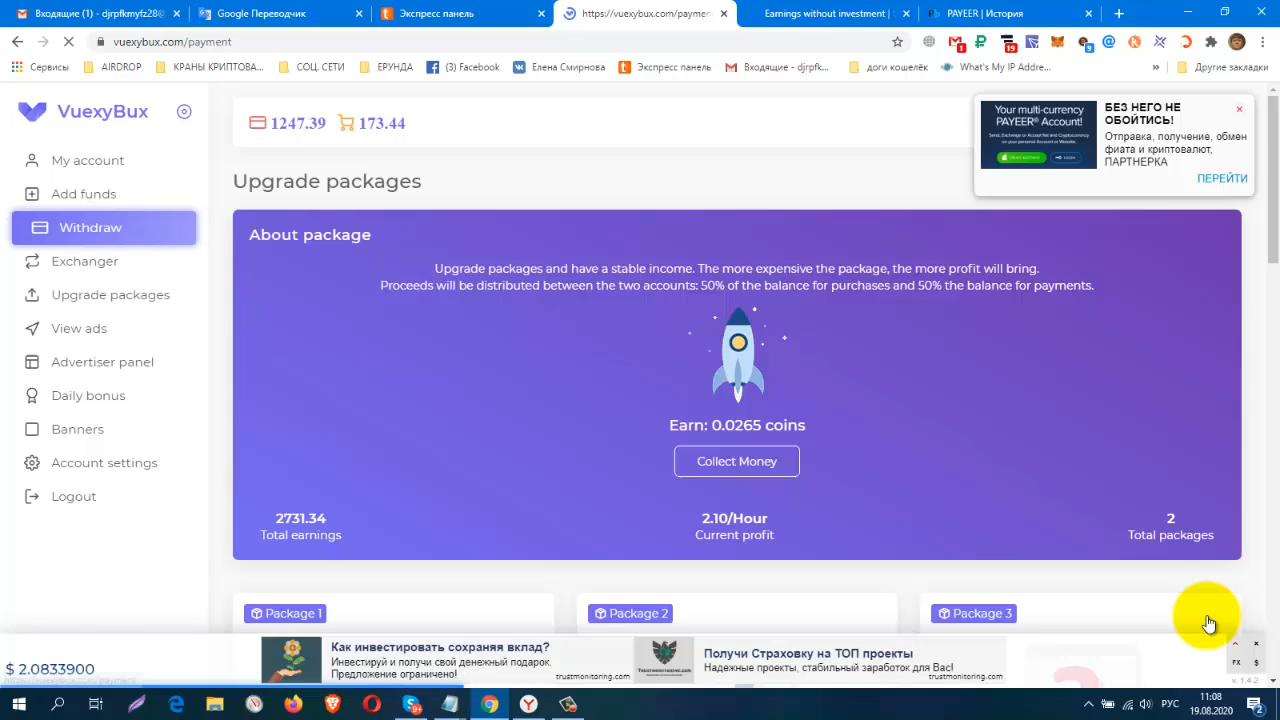 Входящие (1) - djrpfkmyfz28@
Google Переводчик
Экспресс панель
https://vuexybux.com/paymen
Earnings without investment |
PAYEER | История
vuexybux.com/payment
Сервисы
AIRDROP
КРАНЫ КРИПТОВА...
СОЦ. СЕТИ
ЕРУНДА
(3) Facebook
Елена Смирнова
Экспресс панель
Входящие - djrpfk...
доги кошелёк
What's My IP Addre...
»
Другие закладки
VuexyBux
My account
Add funds
Withdraw
Exchanger
Upgrade packages
View ads
Advertiser panel
Daily bonus
Banners
Account settings
Logout
1247.39
173.44
Your multi-currency
PAYEER® Account!
БЕЗ НЕГО НЕ
ОБОЙТИСЬ!
Отправка, получение, обмен
фиата и криптовалют,
ПАРТНЕРКА
ПЕРЕЙТИ
Upgrade packages
About package
Upgrade packages and have a stable income. The more expensive the package, the more profit will bring.
Proceeds will be distributed between the two accounts: 50% of the balance for purchases and 50% the balance for payments.
Earn: 0.0265 coins
Collect Money
2731.34
Total earnings
2.10/Hour
Current profit
2
Total packages
Package 1
Package 2
Package 3
$ 2.0833900
Как инвестировать сохраняя вклад?
Инвестируй и получи свой денежный подарок.
Предложение ограничено!
trustmonitoring.com
TRUSTMONITORING.COM
Получи Страховку на ТОП проекты
Надежные проекты, стабильный заработок для Вас!
trustmonitoring.com
FX
$
v. 1.4.2
РУС
11:08
19.08.2020